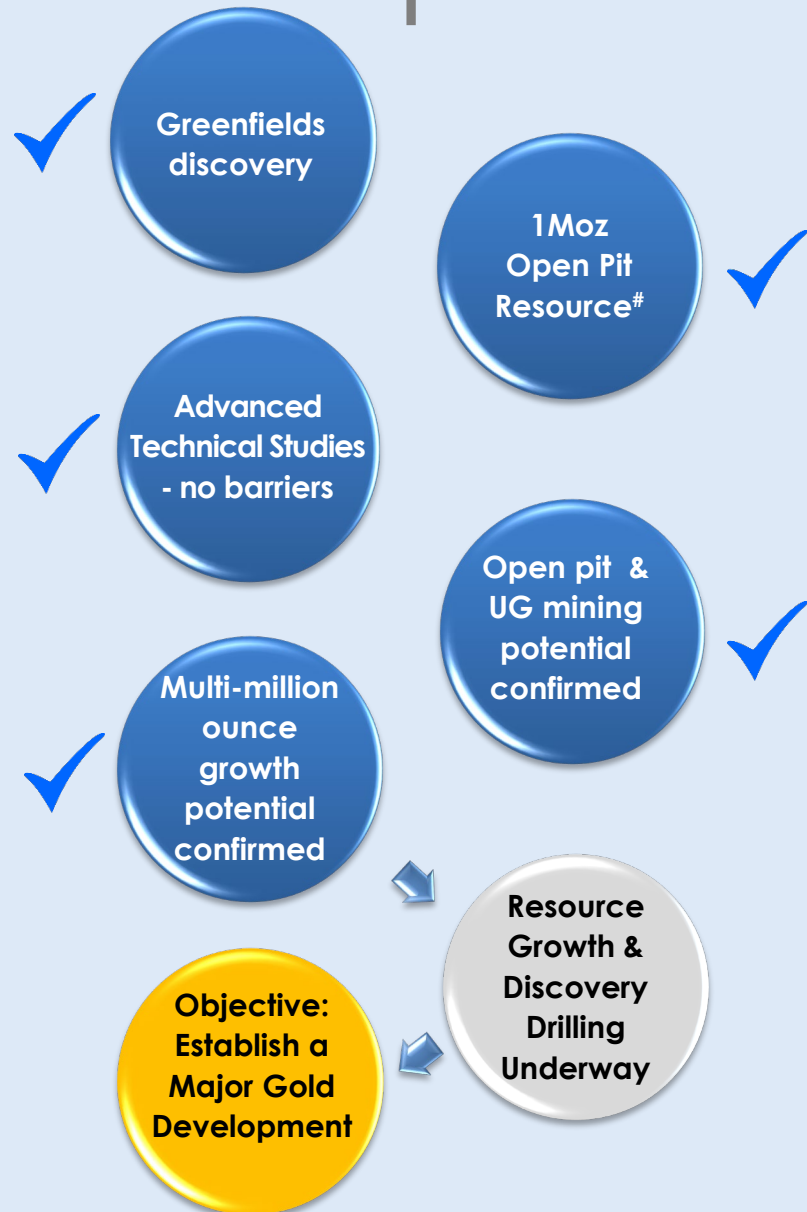 Greenfields
discovery
1Moz
Open Pit
Resource#
Advanced
Technical Studies
- no barriers
Open pit & 
UG mining
potential
confirmed
Multi-million
ounce
growth
potential
confirmed
Resource
Growth &
Discovery
Drilling
Underway
Objective:
Establish a
Major Gold
Development